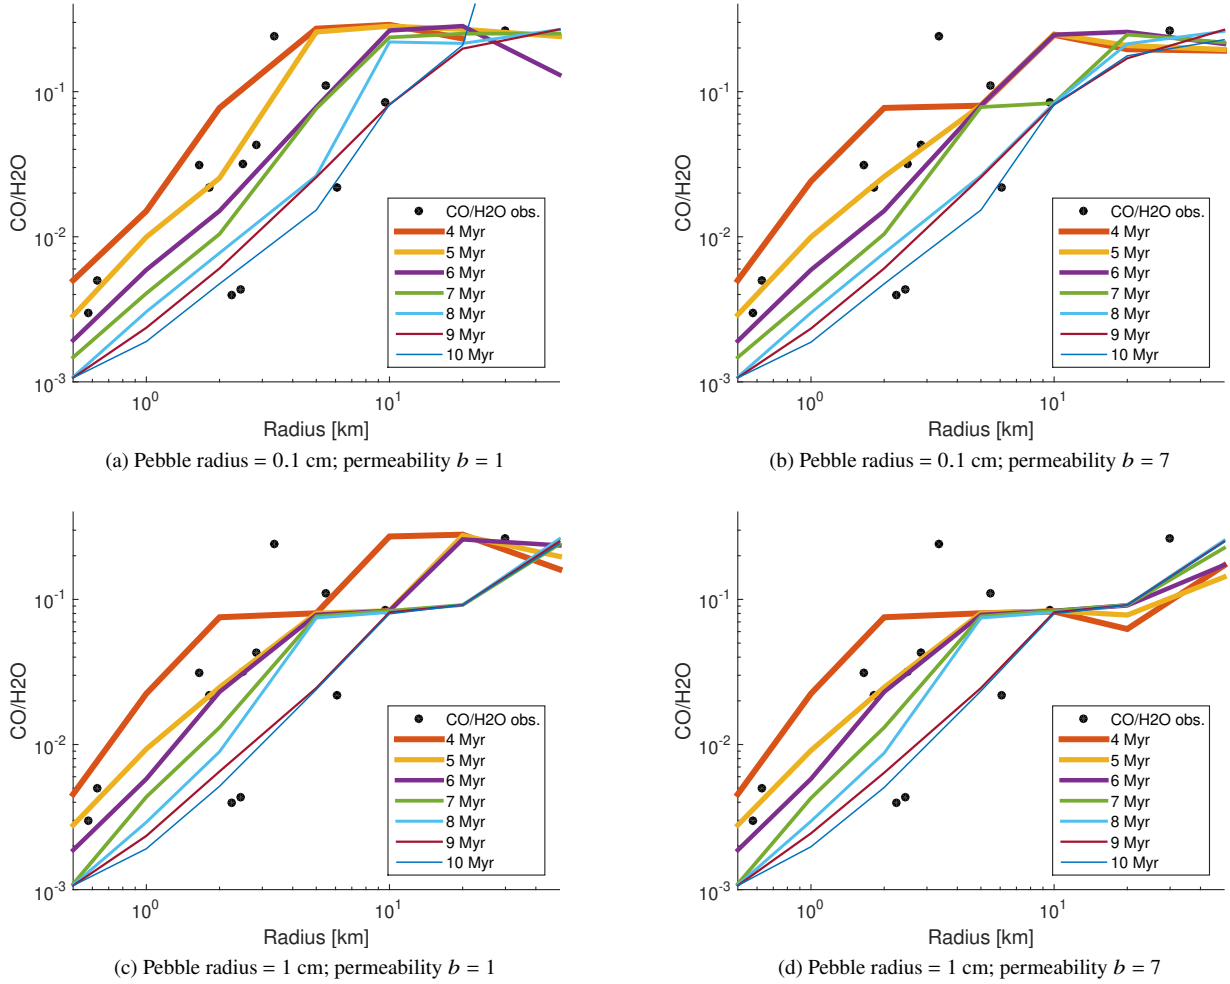 10^-1
10^-2
10^-3
CO/H2O
10^0
10^1
Radius [km]
CO/H2O obs.
4 Myr
5 Myr
6 Myr
7 Myr
8 Myr
9 Myr
10 Myr
(a) Pebble radius = 0.1 cm; permeability b = 1
10^-1
10^-2
10^-3
CO/H2O
10^0
10^1
Radius [km]
CO/H2O obs.
4 Myr
5 Myr
6 Myr
7 Myr
8 Myr
9 Myr
10 Myr
(b) Pebble radius = 0.1 cm; permeability b = 7
10^-1
10^-2
10^-3
CO/H2O
10^0
10^1
Radius [km]
CO/H2O obs.
4 Myr
5 Myr
6 Myr
7 Myr
8 Myr
9 Myr
10 Myr
(c) Pebble radius = 1 cm; permeability b = 1
10^-1
10^-2
10^-3
CO/H2O
10^0
10^1
Radius [km]
CO/H2O obs.
4 Myr
5 Myr
6 Myr
7 Myr
8 Myr
9 Myr
10 Myr
(d) Pebble radius = 1 cm; permeability b = 7